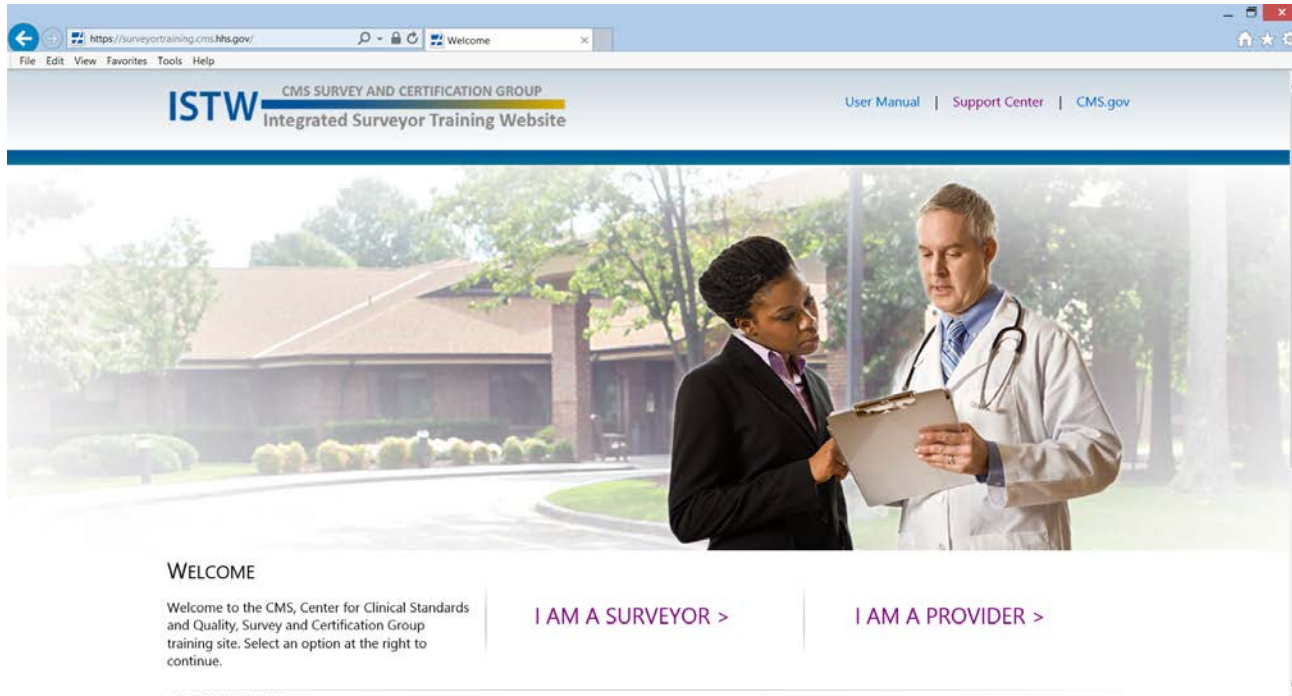 https://surveyortraining.cms.hhs.gov/
Welcome
File Edit View Favorites Tools Help
ISTW
CMS SURVEY AND CERTIFICATION GROUP
Integrated Surveyor Training Website
User Manual | Support Center | CMS.gov
WELCOME
Welcome to the CMS, Center for Clinical Standards
and Quality, Survey and Certification Group
training site. Select an option at the right to
continue.
I AM A SURVEYOR >
I AM A PROVIDER >